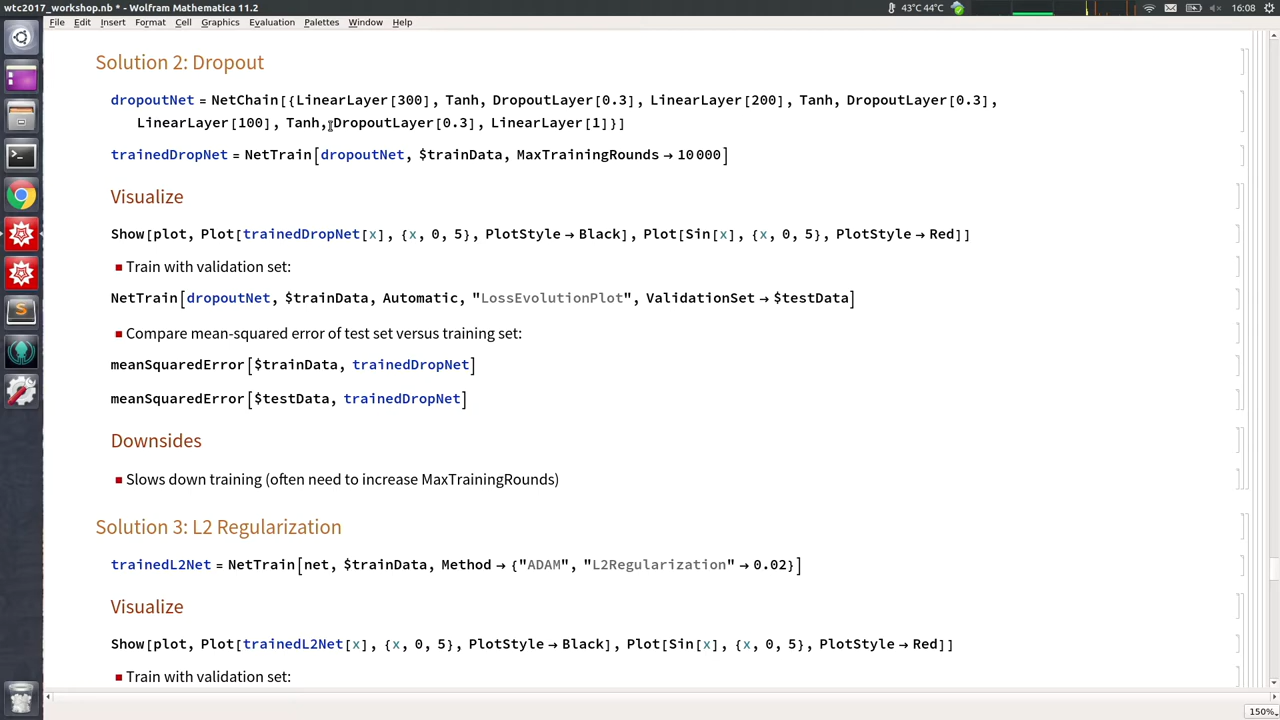 wtc2017_workshop.nb * - Wolfram Mathematica 11.2
43°C 44°C
16:08
File Edit Insert Format Cell Graphics Evaluation Palettes Window Help
Solution 2: Dropout
dropoutNet = NetChain[{LinearLayer[300], Tanh, DropoutLayer[0.3], LinearLayer[200], Tanh, DropoutLayer[0.3],
LinearLayer[100], Tanh, DropoutLayer[0.3], LinearLayer[1]}]
trainedDropNet = NetTrain[dropoutNet, $trainData, MaxTrainingRounds → 10 000]
Visualize
Show[plot, Plot[trainedDropNet[x], {x, 0, 5}, PlotStyle → Black], Plot[Sin[x], {x, 0, 5}, PlotStyle → Red]]
Train with validation set:
NetTrain[dropoutNet, $trainData, Automatic, "LossEvolutionPlot", ValidationSet → $testData]
Compare mean-squared error of test set versus training set:
meanSquaredError[$trainData, trainedDropNet]
meanSquaredError[$testData, trainedDropNet]
Downsides
Slows down training (often need to increase MaxTrainingRounds)
Solution 3: L2 Regularization
trainedL2Net = NetTrain[net, $trainData, Method → {"ADAM", "L2Regularization" → 0.02}]
Visualize
Show[plot, Plot[trainedL2Net[x], {x, 0, 5}, PlotStyle → Black], Plot[Sin[x], {x, 0, 5}, PlotStyle → Red]]
Train with validation set:
150%